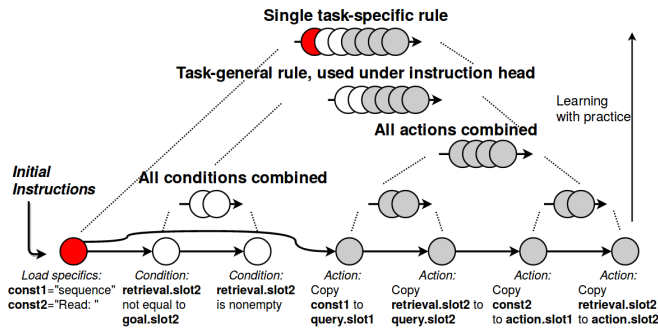 Single task-specific rule
Task-general rule, used under instruction head
Learning
with practice
All actions combined
Initial
Instructions
All conditions combined
Load specifics:
const1="sequence"
const2="Read: "
Condition:
retrieval.slot2
not equal to
goal.slot2
Condition:
retrieval.slot2
is nonempty
Action:
Copy
const1 to
query.slot1
Action:
Copy
retrieval.slot2 to
query.slot2
Action:
Copy
const2
to action.slot1
Action:
Copy
retrieval.slot2
to action.slot2